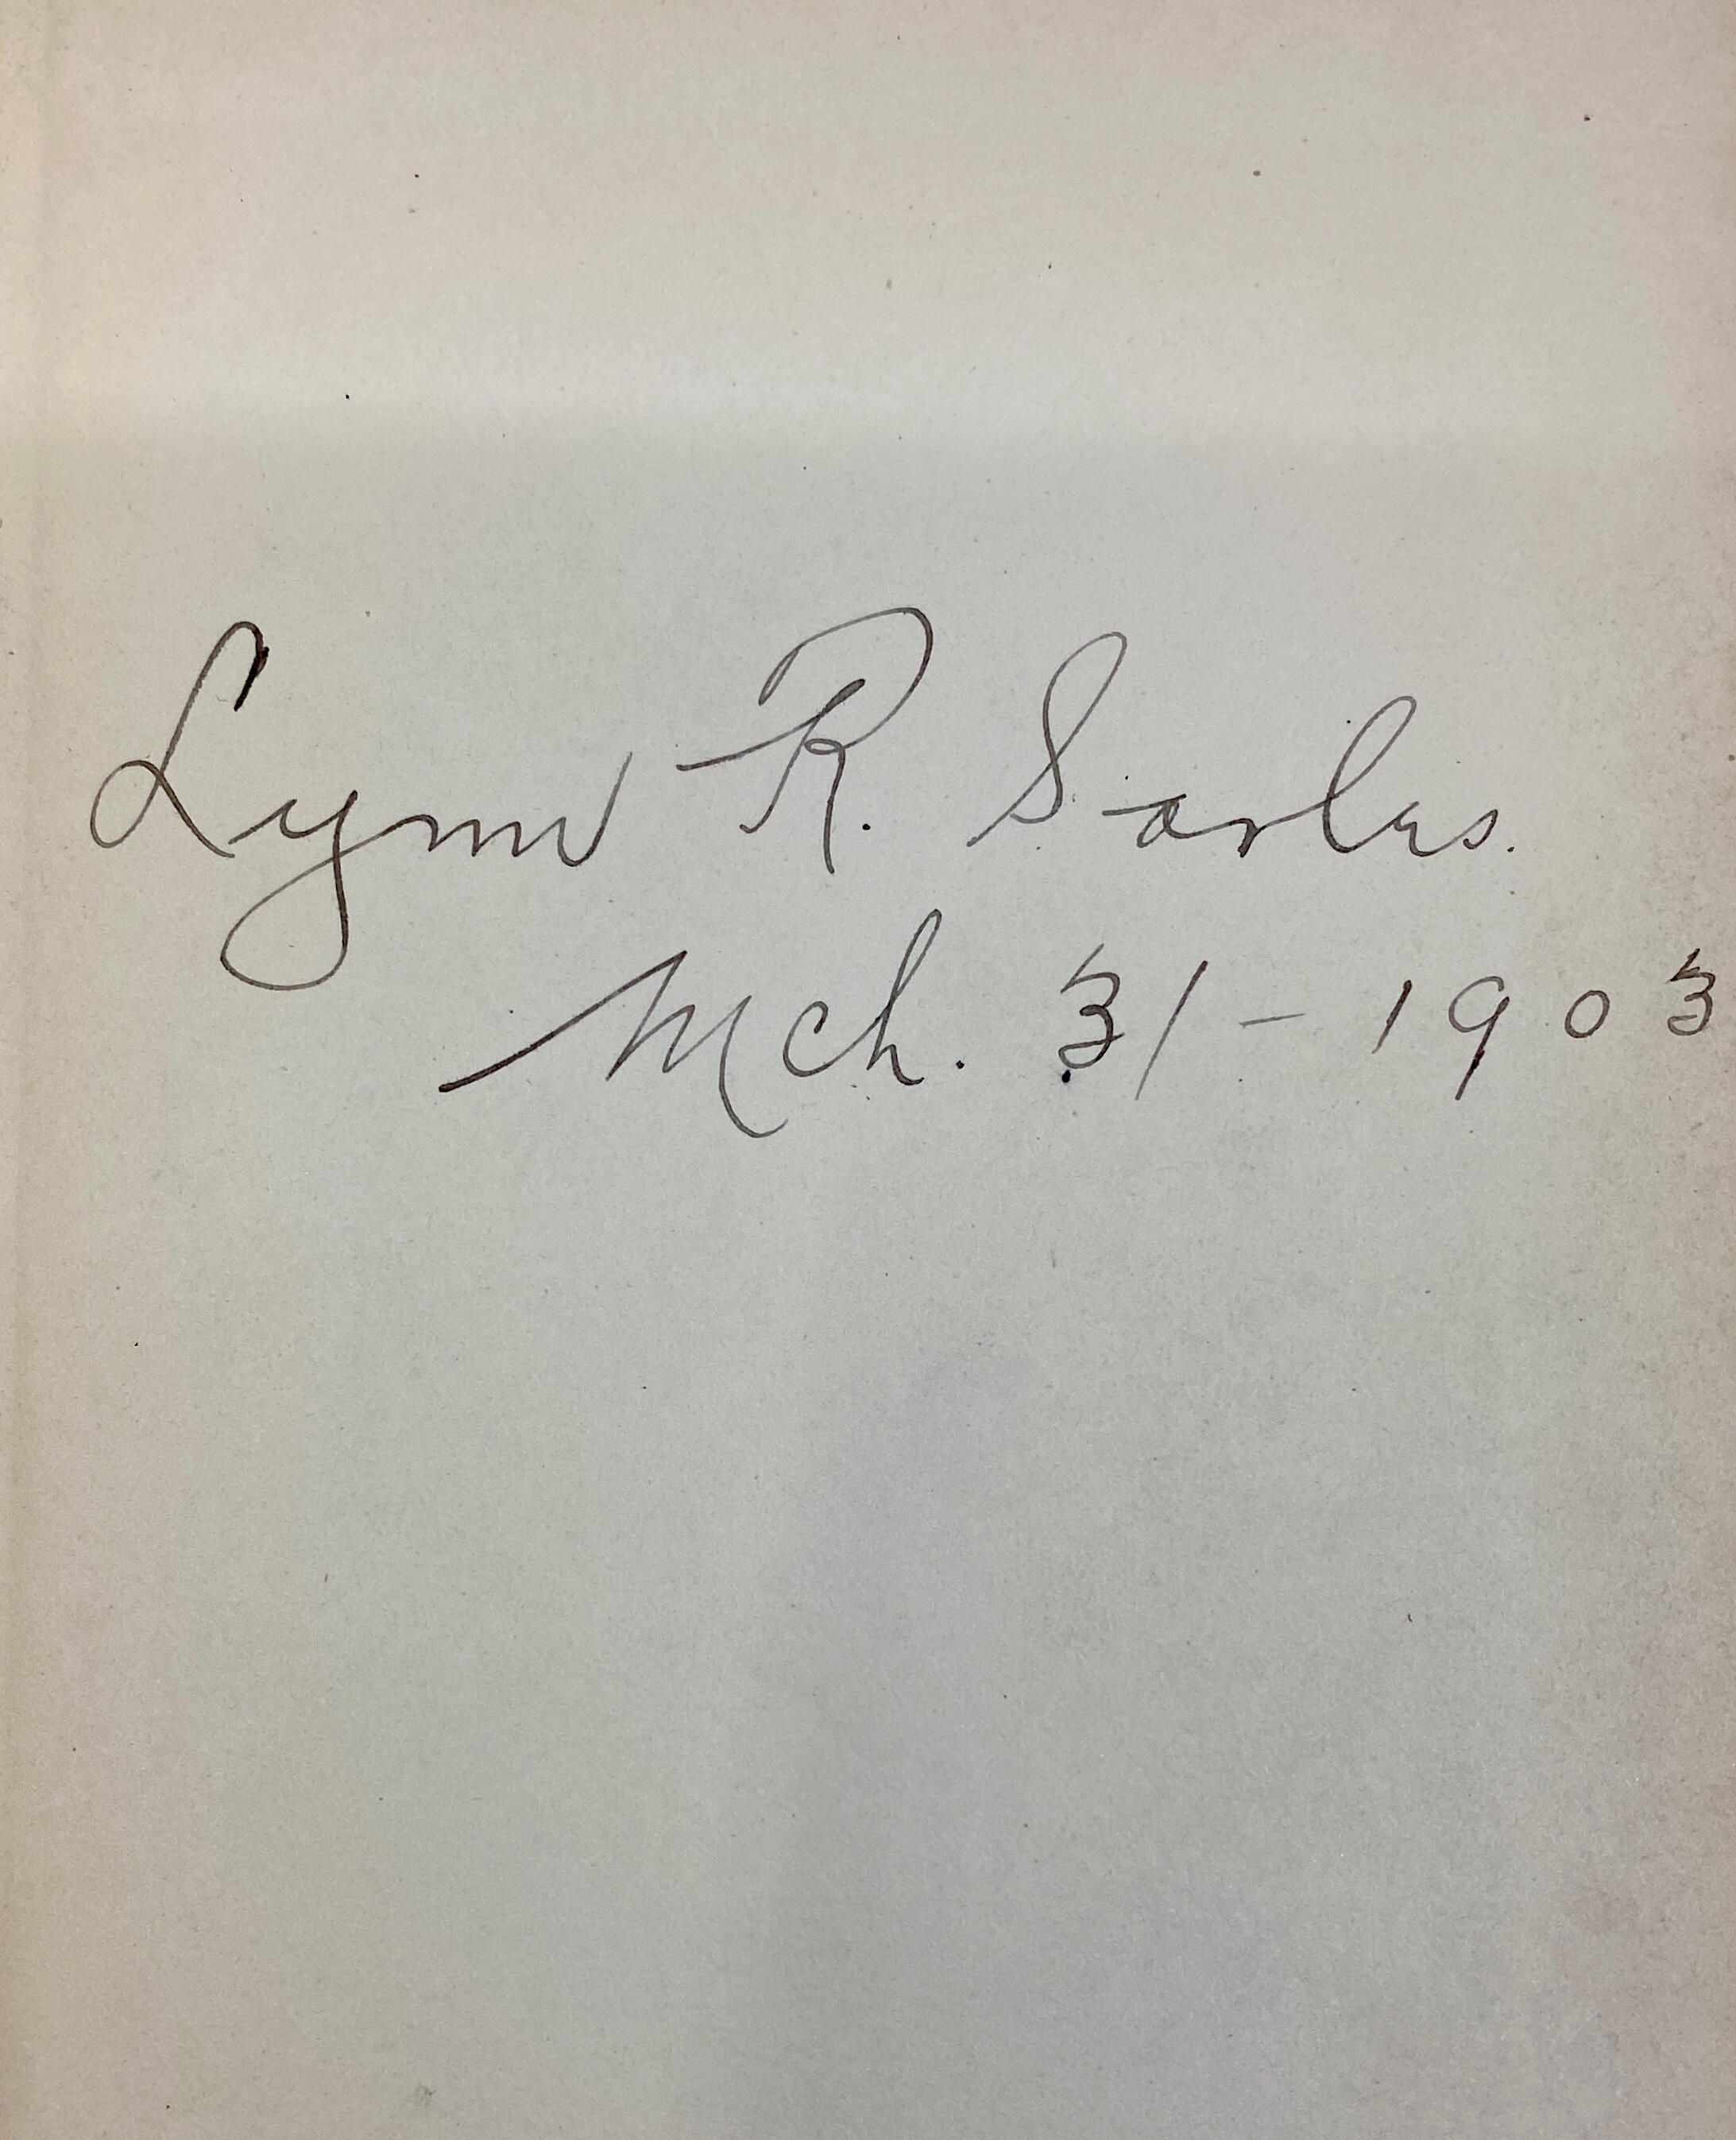 Lynn R. Sarles.
Mch. 31 - 1903